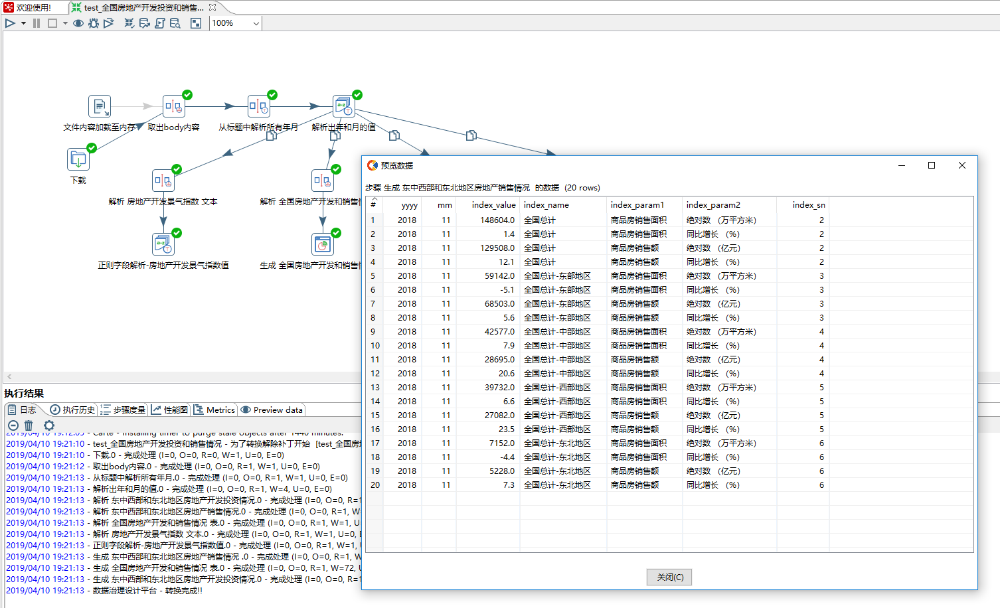 欢迎使用!
test_全国房地产开发投资和销售...
100%
文件内容加载至内存
取出body内容
从标题中解析所有年月
解析出年和月的值
下载
解析 房地产开发景气指数 文本
解析 全国房地产开发和销售情
正则字段解析-房地产开发景气指数值
生成 全国房地产开发和销售情
预览数据
步骤 生成 东中西部和东北地区房地产销售情况 的数据 (20 rows)
# yyyy mm index_value index_name index_param1 index_param2 index_sn
1 2018 11 148604.0 全国总计 商品房销售面积 绝对数 （万平方米） 2
2 2018 11 1.4 全国总计 商品房销售面积 同比增长 （%） 2
3 2018 11 129508.0 全国总计 商品房销售额 绝对数 （亿元） 2
4 2018 11 12.1 全国总计 商品房销售额 同比增长 （%） 2
5 2018 11 59142.0 全国总计-东部地区 商品房销售面积 绝对数 （万平方米） 3
6 2018 11 -5.1 全国总计-东部地区 商品房销售面积 同比增长 （%） 3
7 2018 11 68503.0 全国总计-东部地区 商品房销售额 绝对数 （亿元） 3
8 2018 11 5.6 全国总计-东部地区 商品房销售额 同比增长 （%） 3
9 2018 11 42577.0 全国总计-中部地区 商品房销售面积 绝对数 （万平方米） 4
10 2018 11 7.9 全国总计-中部地区 商品房销售面积 同比增长 （%） 4
11 2018 11 28695.0 全国总计-中部地区 商品房销售额 绝对数 （亿元） 4
12 2018 11 20.6 全国总计-中部地区 商品房销售额 同比增长 （%） 4
13 2018 11 39732.0 全国总计-西部地区 商品房销售面积 绝对数 （万平方米） 5
14 2018 11 6.6 全国总计-西部地区 商品房销售面积 同比增长 （%） 5
15 2018 11 27082.0 全国总计-西部地区 商品房销售额 绝对数 （亿元） 5
16 2018 11 23.5 全国总计-西部地区 商品房销售额 同比增长 （%） 5
17 2018 11 7152.0 全国总计-东北地区 商品房销售面积 绝对数 （万平方米） 6
18 2018 11 -4.4 全国总计-东北地区 商品房销售面积 同比增长 （%） 6
19 2018 11 5228.0 全国总计-东北地区 商品房销售额 绝对数 （亿元） 6
20 2018 11 7.3 全国总计-东北地区 商品房销售额 同比增长 （%） 6
关闭(C)
执行结果
日志 执行历史 步骤度量 性能图 Metrics Preview data
2019/04/10 19:12:05 - Carte - Installing timer to purge stale objects after 1440 minutes.
2019/04/10 19:21:10 - test_全国房地产开发投资和销售情况 - 为了转换解除补丁开始 [test_全国房
2019/04/10 19:21:10 - 下载.0 - 完成处理 (I=0, O=0, R=0, W=1, U=0, E=0)
2019/04/10 19:21:12 - 取出body内容.0 - 完成处理 (I=0, O=0, R=1, W=1, U=0, E=0)
2019/04/10 19:21:13 - 从标题中解析所有年月.0 - 完成处理 (I=0, O=0, R=1, W=1, U=0, E=0)
2019/04/10 19:21:13 - 解析出年和月的值.0 - 完成处理 (I=0, O=0, R=1, W=4, U=0, E=0)
2019/04/10 19:21:13 - 解析 东中西部和东北地区房地产开发投资情况.0 - 完成处理 (I=0, O=0, R=1
2019/04/10 19:21:13 - 解析 东中西部和东北地区房地产销售情况.0 - 完成处理 (I=0, O=0, R=1, W=
2019/04/10 19:21:13 - 解析 全国房地产开发和销售情况 表.0 - 完成处理 (I=0, O=0, R=1, W=1, U=
2019/04/10 19:21:13 - 解析 房地产开发景气指数 文本.0 - 完成处理 (I=0, O=0, R=1, W=1, U=0, E
2019/04/10 19:21:13 - 正则字段解析-房地产开发景气指数值.0 - 完成处理 (I=0, O=0, R=1, W=1, U
2019/04/10 19:21:13 - 生成 东中西部和东北地区房地产销售情况 .0 - 完成处理 (I=0, O=0, R=1, W
2019/04/10 19:21:13 - 生成 全国房地产开发和销售情况 表.0 - 完成处理 (I=0, O=0, R=1, W=72, U
2019/04/10 19:21:13 - 生成 东中西部和东北地区房地产开发投资情况.0 - 完成处理 (I=0, O=0, R=1
2019/04/10 19:21:13 - 数据治理设计平台 - 转换完成!!